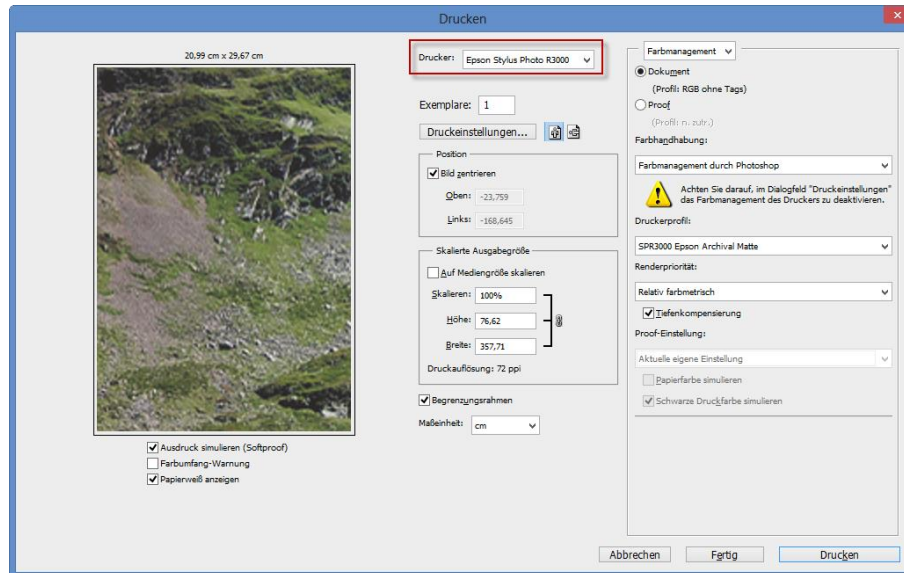 Drucken
20,99 cm x 29,67 cm
Ausdruck simulieren (Softproof)
Farbumfang-Warnung
Papierweiß anzeigen
Drucker: Epson Stylus Photo R3000
Exemplare: 1
Druckeinstellungen...
Position
Bild zentrieren
Oben: -23,759
Links: -168,645
Skalierte Ausgabegröße
Auf Mediengröße skalieren
Skalieren: 100%
Höhe: 76,62
Breite: 357,71
Druckauflösung: 72 ppi
Begrenzungsrahmen
Maßeinheit: cm
Farbmanagement
Dokument
(Profil: RGB ohne Tags)
Proof
(Profil: n. zutr.)
Farbhandhabung:
Farbmanagement durch Photoshop
Achten Sie darauf, im Dialogfeld "Druckeinstellungen"
das Farbmanagement des Druckers zu deaktivieren.
Druckerprofil:
SPR3000 Epson Archival Matte
Renderpriorität:
Relativ farbmetrisch
Tiefenkompensierung
Proof-Einstellung:
Aktuelle eigene Einstellung
Papierfarbe simulieren
Schwarze Druckfarbe simulieren
Abbrechen
Fertig
Drucken